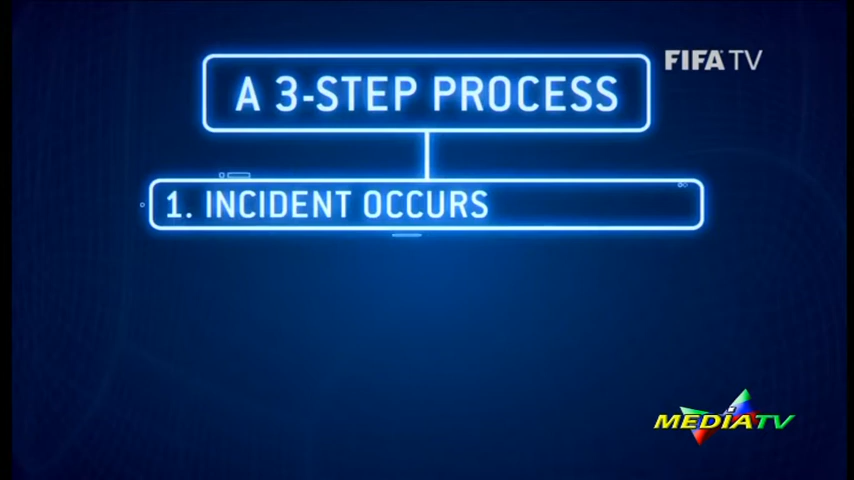 FIFA TV
A 3-STEP PROCESS
1. INCIDENT OCCURS
MEDIATV